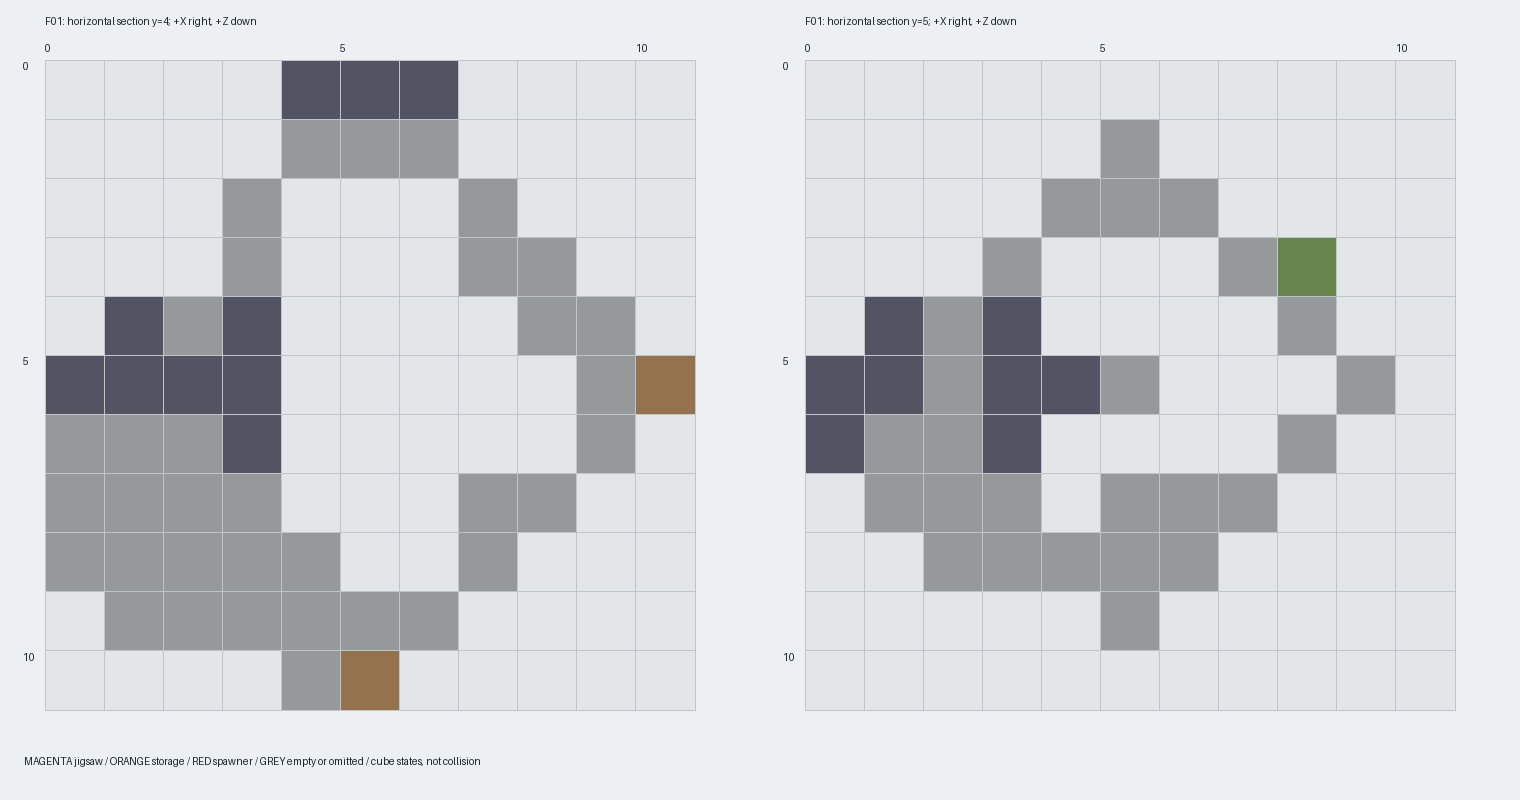 F01: horizontal section y=4; +X right, +Z down
F01: horizontal section y=5; +X right, +Z down
0 5 10
0 5 10
0
0
5
5
10
10
MAGENTA jigsaw / ORANGE storage / RED spawner / GREY empty or omitted / cube states, not collision